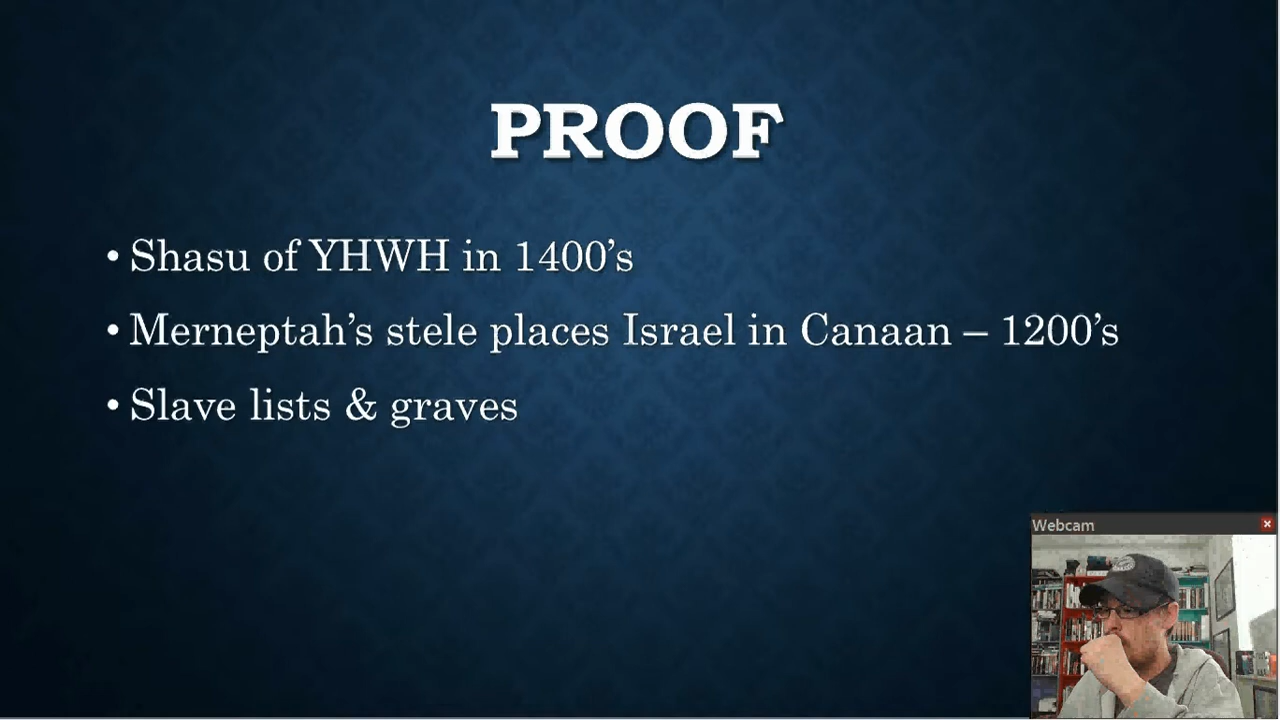 PROOF
• Shasu of YHWH in 1400’s
• Merneptah’s stele places Israel in Canaan – 1200’s
• Slave lists & graves
Webcam